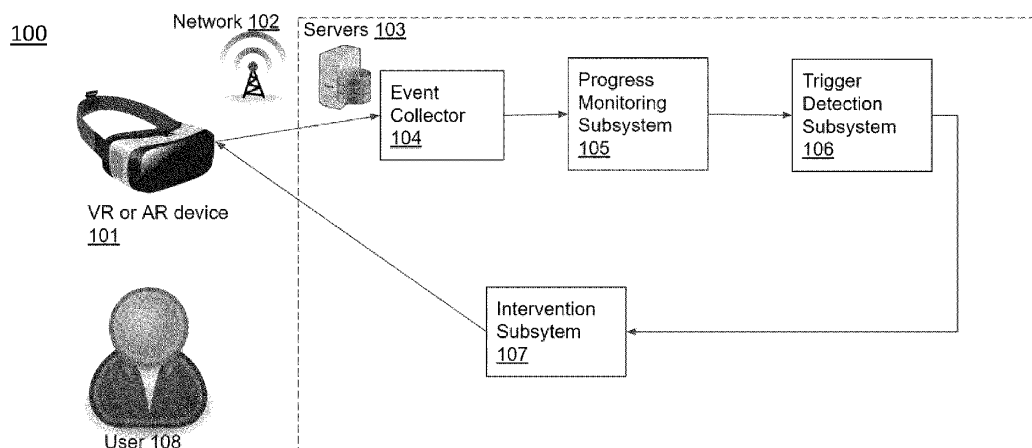 100
Network 102
Servers 103
Event
Collector
104
Progress
Monitoring
Subsystem
105
Trigger
Detection
Subsystem
106
VR or AR device
101
Intervention
Subsytem
107
User 108